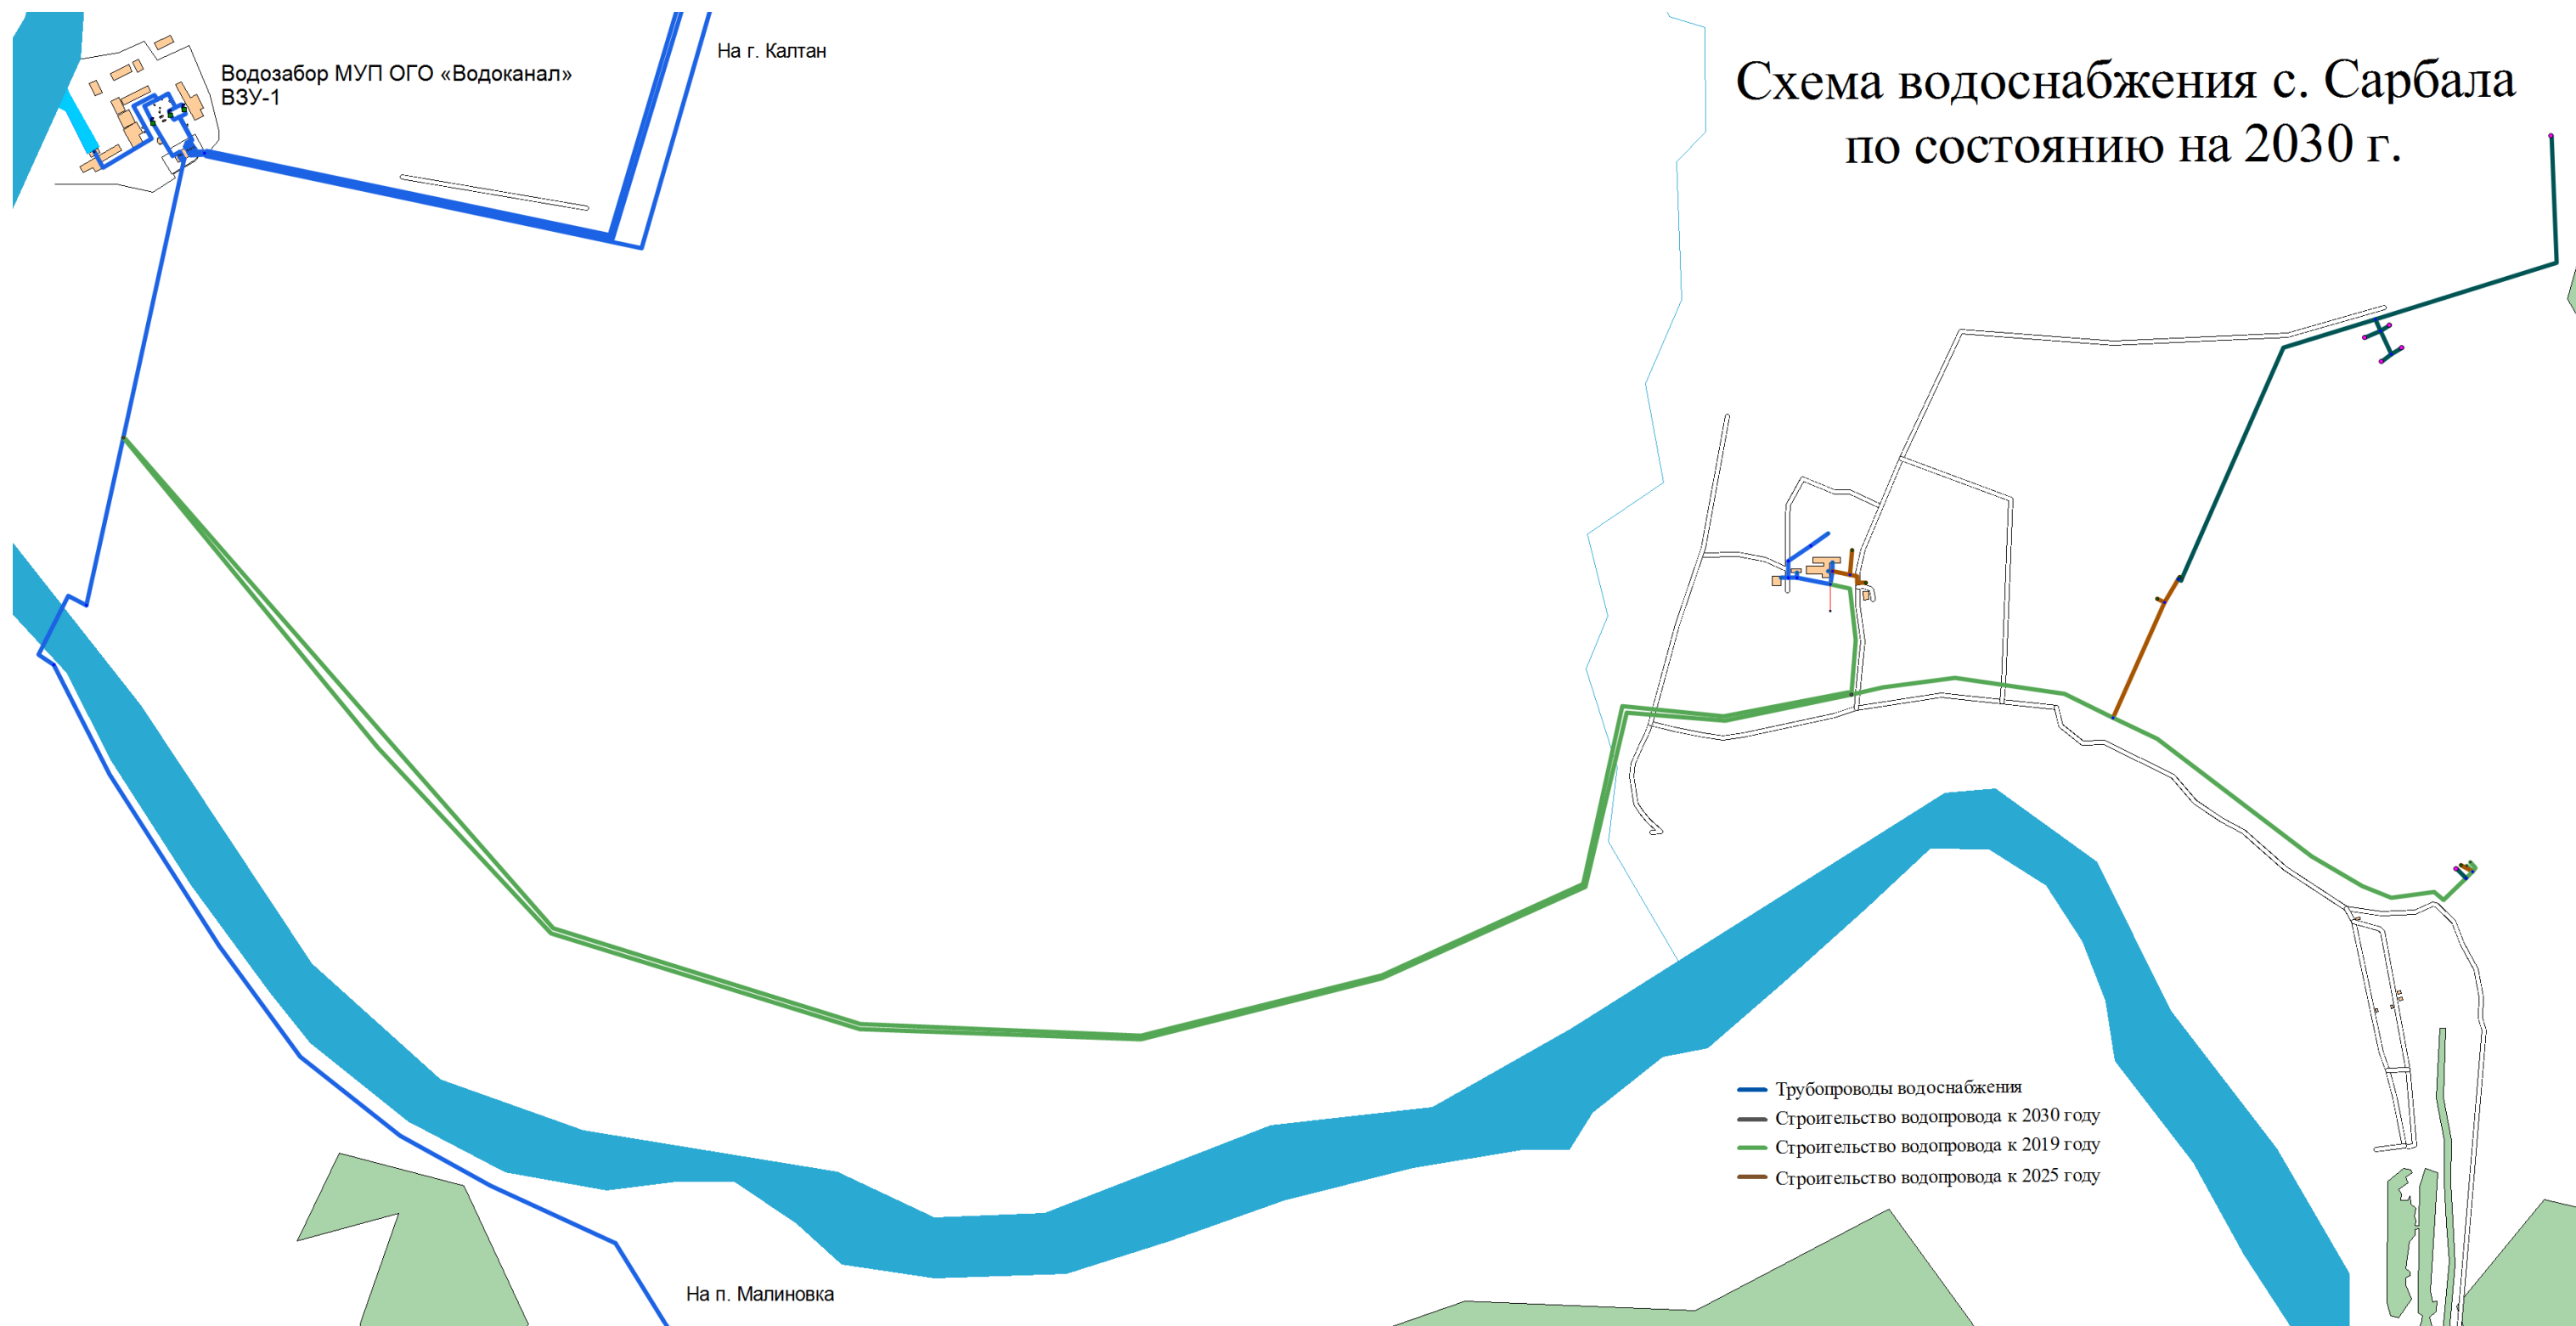 Схема водоснабжения с. Сарбала
по состоянию на 2030 г.
На г. Калтан
Водозабор МУП ОГО «Водоканал»
ВЗУ-1
Трубопроводы водоснабжения
Строительство водопровода к 2030 году
Строительство водопровода к 2019 году
Строительство водопровода к 2025 году
На п. Малиновка